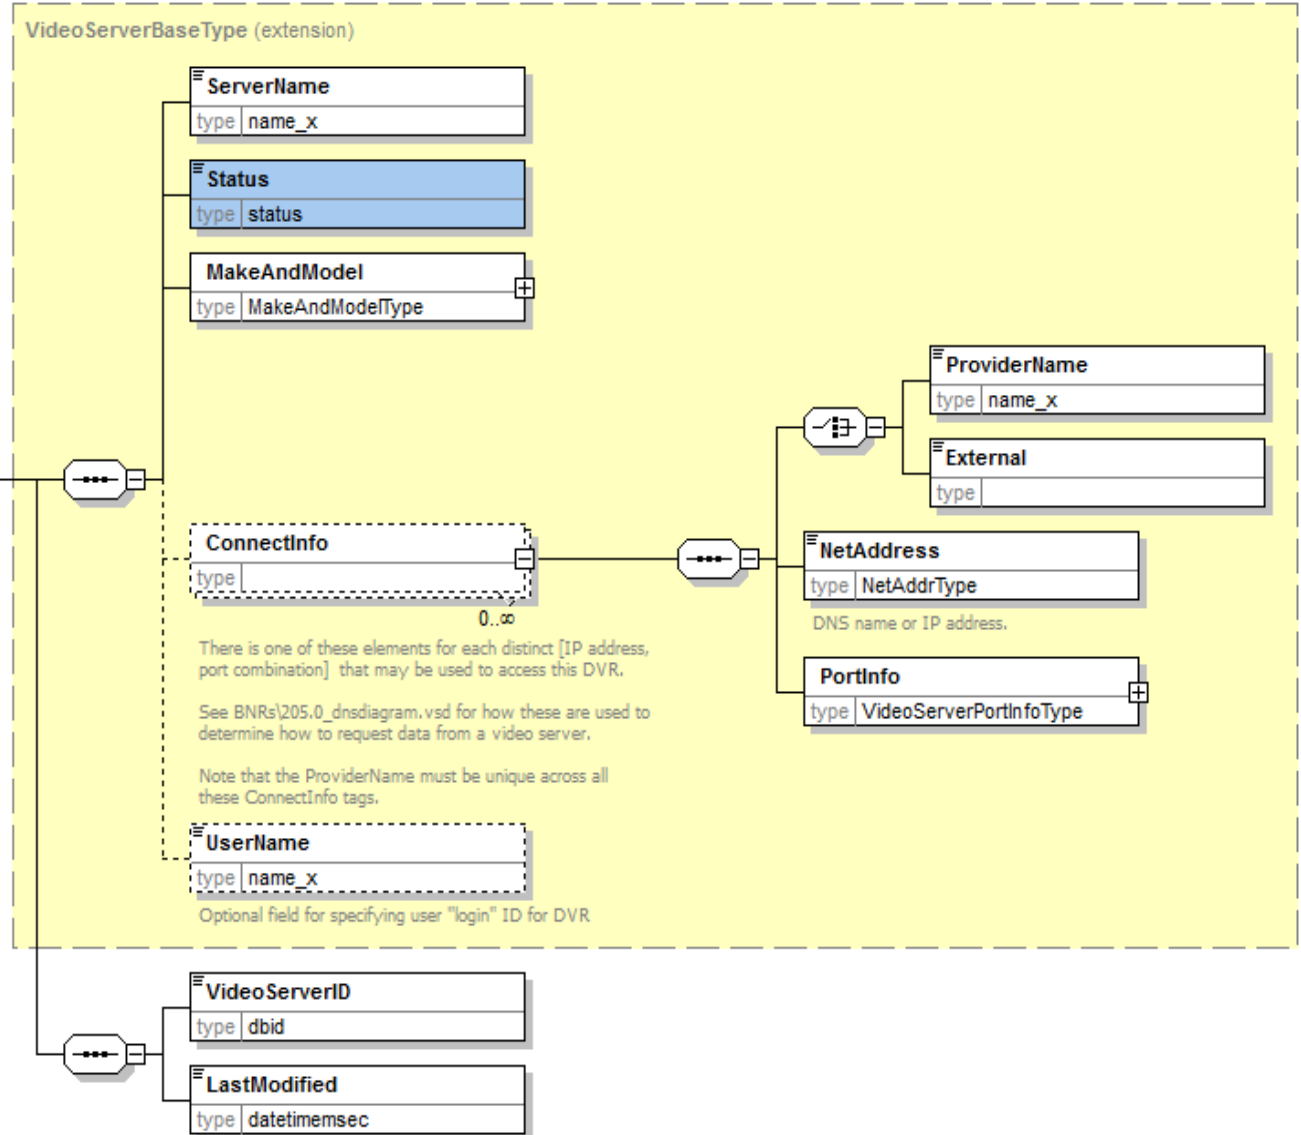 VideoServerBaseType (extension)
ServerName
type name_x
Status
type status
MakeAndModel
type MakeAndModelType
ProviderName
type name_x
External
type
ConnectInfo
type
0..∞
There is one of these elements for each distinct [IP address,
port combination] that may be used to access this DVR.
See BNRs\205.0_dnsdiagram.vsd for how these are used to
determine how to request data from a video server.
Note that the ProviderName must be unique across all
these ConnectInfo tags.
NetAddress
type NetAddrType
DNS name or IP address.
PortInfo
type VideoServerPortInfoType
UserName
type name_x
Optional field for specifying user "login" ID for DVR
VideoServerID
type dbid
LastModified
type datetimemsec